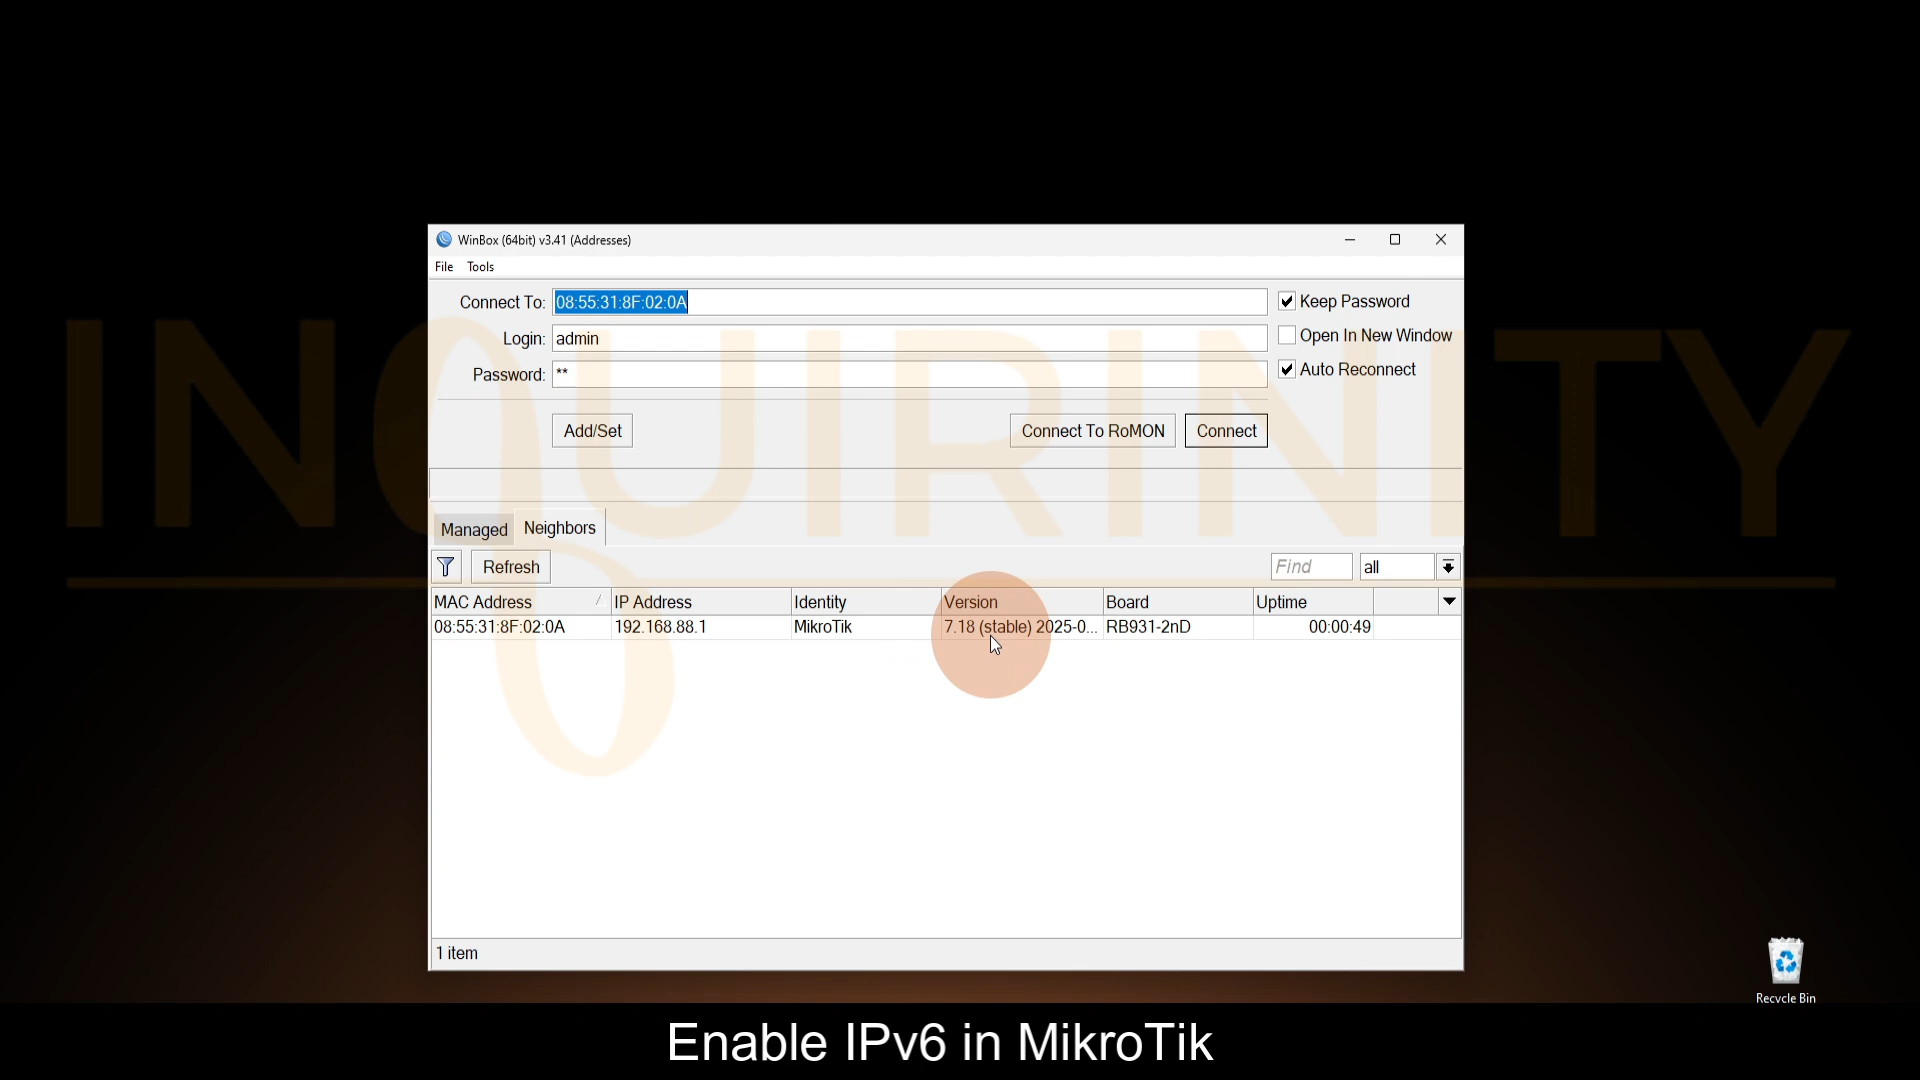 WinBox (64bit) v3.41 (Addresses)
File Tools
Connect To: 08:55:31:8F:02:0A
Keep Password
Login: admin
Open In New Window
Password: **
Auto Reconnect
Add/Set
Connect To RoMON
Connect
INQUIRINITY
Managed
Neighbors
Refresh
Find
all
MAC Address IP Address Identity Version Board Uptime
08:55:31:8F:02:0A 192.168.88.1 MikroTik 7.18 (stable) 2025-0... RB931-2nD 00:00:49
1 item
Recycle Bin
Enable IPv6 in MikroTik